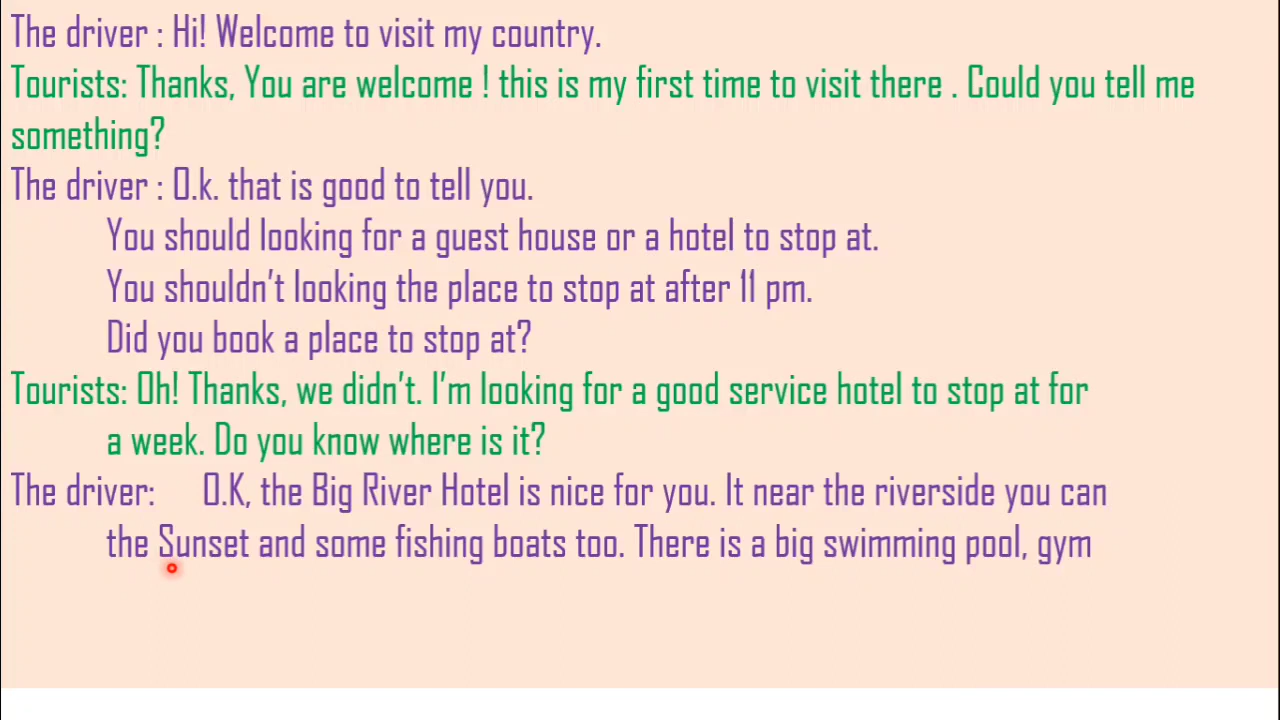 The driver : Hi! Welcome to visit my country.
Tourists: Thanks, You are welcome ! this is my first time to visit there . Could you tell me
something?
The driver : O.k. that is good to tell you.
You should looking for a guest house or a hotel to stop at.
You shouldn't looking the place to stop at after 11 pm.
Did you book a place to stop at?
Tourists: Oh! Thanks, we didn't. I'm looking for a good service hotel to stop at for
a week. Do you know where is it?
The driver: O.K, the Big River Hotel is nice for you. It near the riverside you can
the Sunset and some fishing boats too. There is a big swimming pool, gym